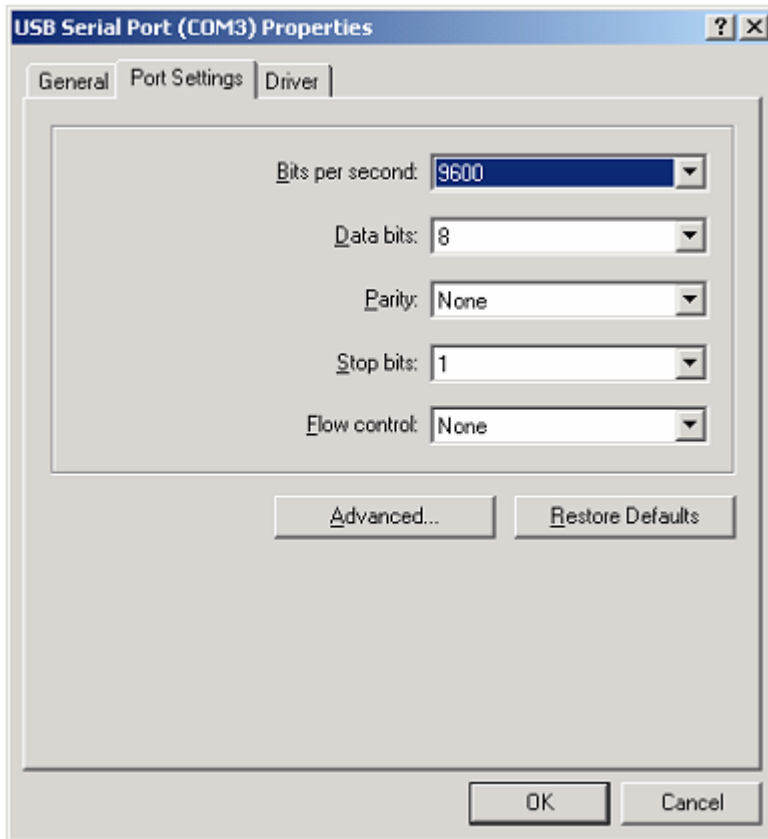 USB Serial Port (COM3) Properties
General Port Settings Driver
Bits per second: 9600
Data bits: 8
Parity: None
Stop bits: 1
Flow control: None
Advanced... Restore Defaults
OK Cancel